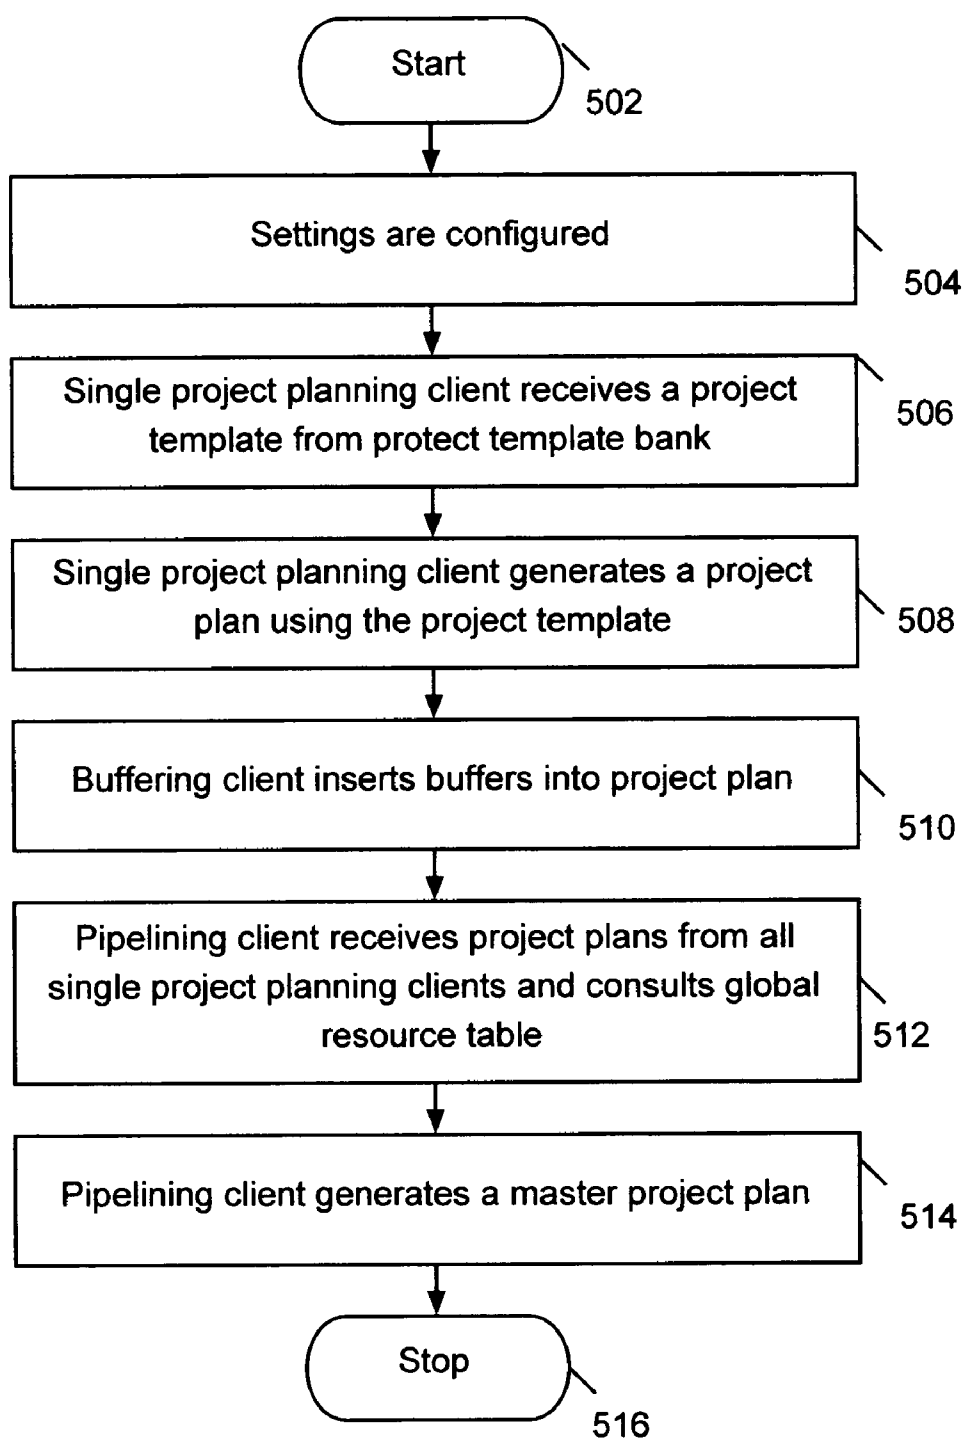 Start
502
Settings are configured
504
Single project planning client receives a project
template from protect template bank
506
Single project planning client generates a project
plan using the project template
508
Buffering client inserts buffers into project plan
510
Pipelining client receives project plans from all
single project planning clients and consults global
resource table
512
Pipelining client generates a master project plan
514
Stop
516